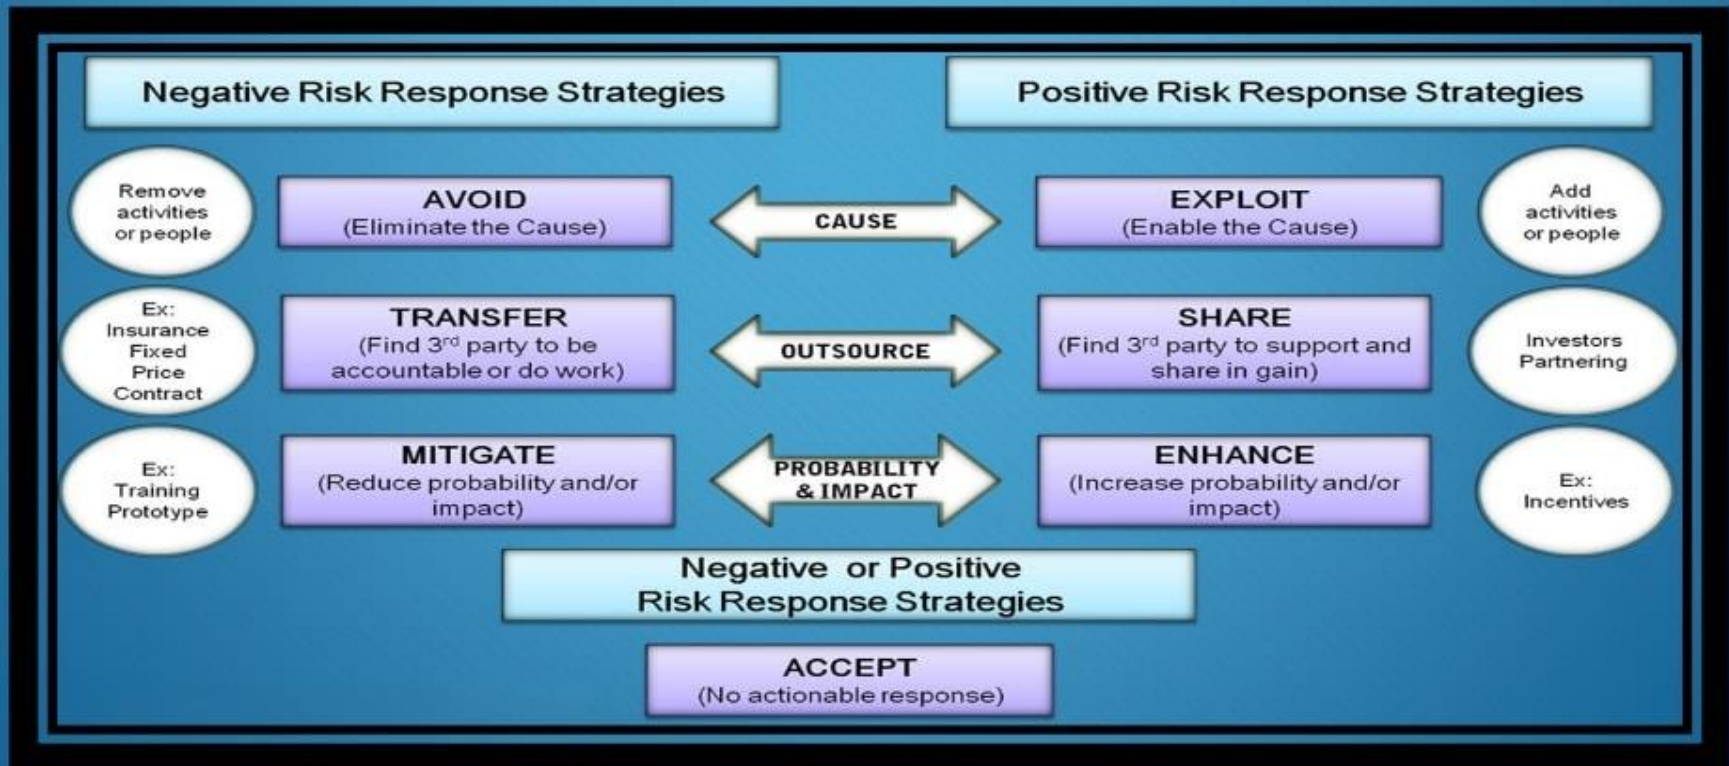 Negative Risk Response Strategies
Positive Risk Response Strategies
Remove
activities
or people
AVOID
(Eliminate the Cause)
CAUSE
EXPLOIT
(Enable the Cause)
Add
activities
or people
Ex:
Insurance
Fixed
Price
Contract
TRANSFER
(Find 3rd party to be
accountable or do work)
OUTSOURCE
SHARE
(Find 3rd party to support and
share in gain)
Investors
Partnering
Ex:
Training
Prototype
MITIGATE
(Reduce probability and/or
impact)
PROBABILITY
& IMPACT
ENHANCE
(Increase probability and/or
impact)
Ex:
Incentives
Negative or Positive
Risk Response Strategies
ACCEPT
(No actionable response)